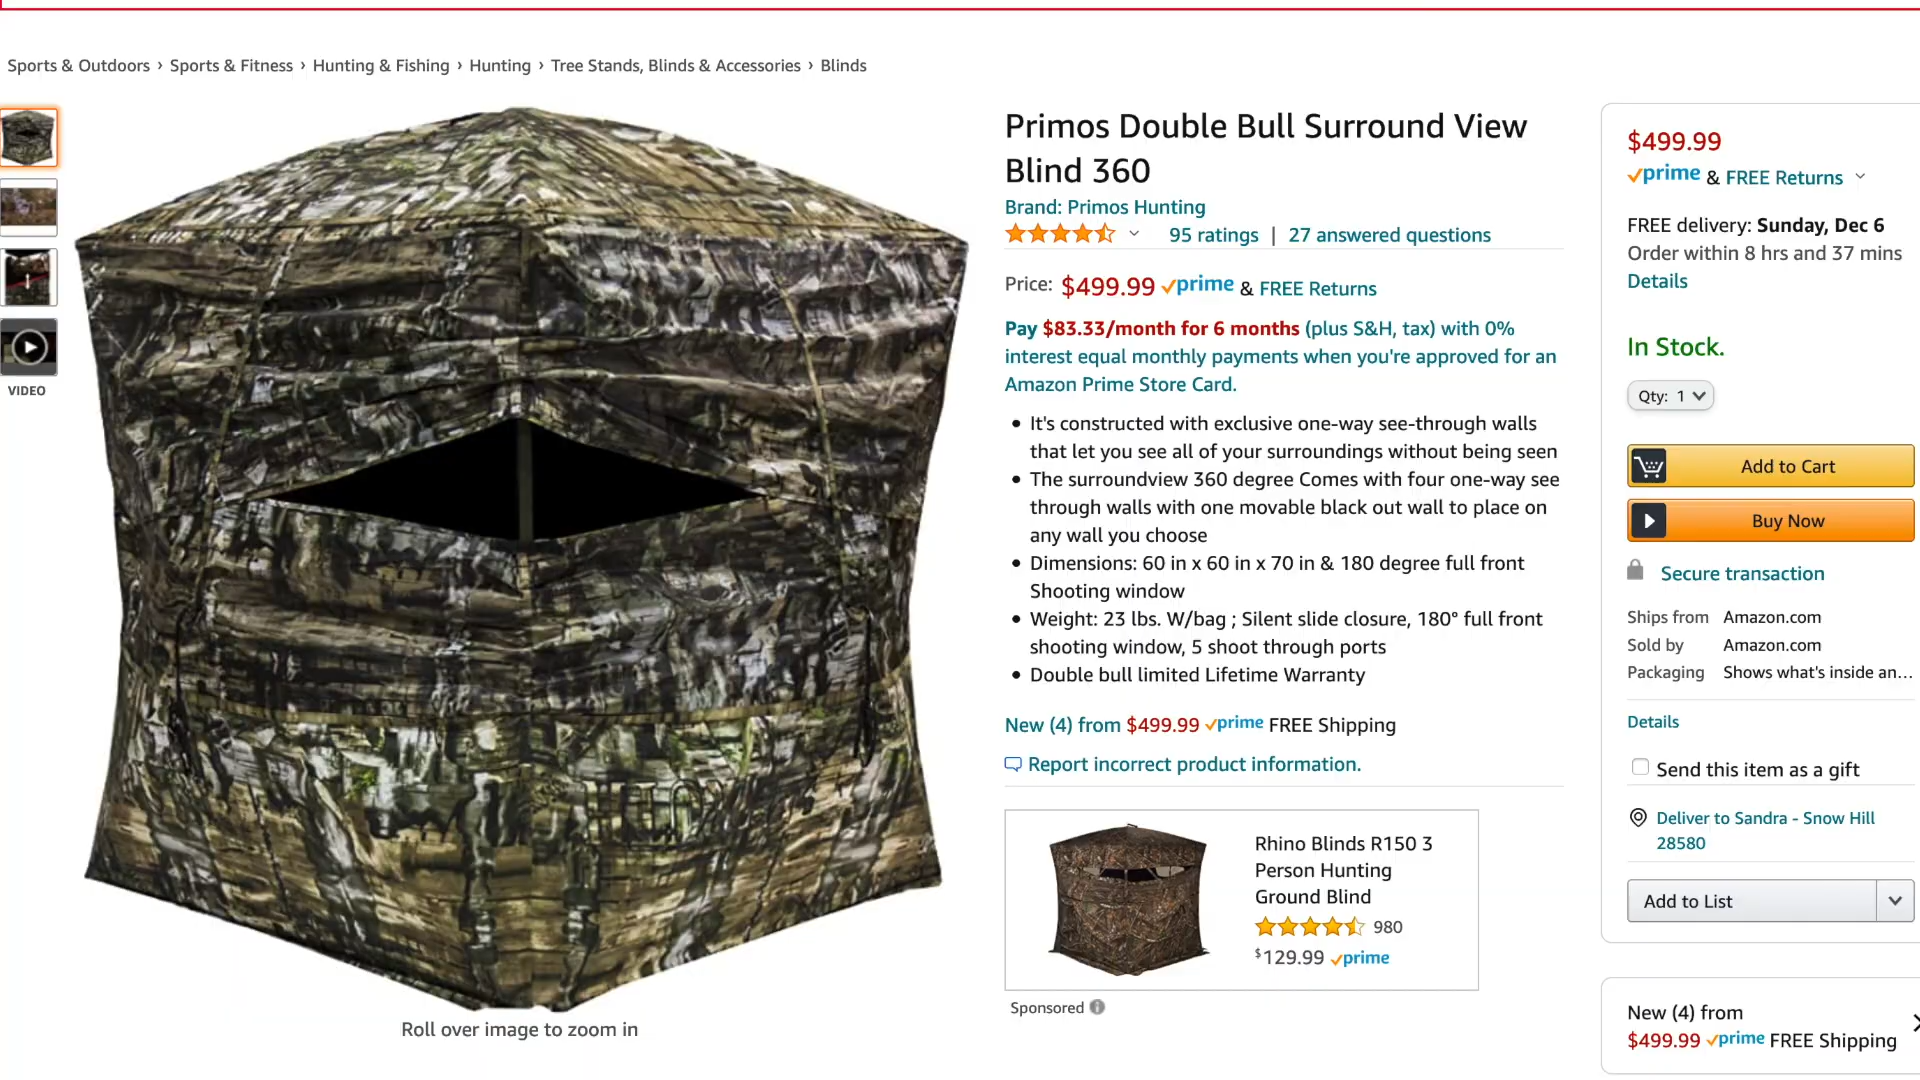 Sports & Outdoors › Sports & Fitness › Hunting & Fishing › Hunting › Tree Stands, Blinds & Accessories › Blinds
VIDEO
Roll over image to zoom in
Primos Double Bull Surround View
Blind 360
Brand: Primos Hunting
95 ratings | 27 answered questions
Price: $499.99 prime & FREE Returns
Pay $83.33/month for 6 months (plus S&H, tax) with 0%
interest equal monthly payments when you're approved for an
Amazon Prime Store Card.
• It's constructed with exclusive one-way see-through walls
that let you see all of your surroundings without being seen
• The surroundview 360 degree Comes with four one-way see
through walls with one movable black out wall to place on
any wall you choose
• Dimensions: 60 in x 60 in x 70 in & 180 degree full front
Shooting window
• Weight: 23 lbs. W/bag ; Silent slide closure, 180° full front
shooting window, 5 shoot through ports
• Double bull limited Lifetime Warranty
New (4) from $499.99 prime FREE Shipping
Report incorrect product information.
Rhino Blinds R150 3
Person Hunting
Ground Blind
980
$129.99 prime
Sponsored
$499.99
prime & FREE Returns
FREE delivery: Sunday, Dec 6
Order within 8 hrs and 37 mins
Details
In Stock.
Qty: 1
Add to Cart
Buy Now
Secure transaction
Ships from Amazon.com
Sold by Amazon.com
Packaging Shows what's inside an...
Details
Send this item as a gift
Deliver to Sandra - Snow Hill
28580
Add to List
New (4) from
$499.99 prime FREE Shipping